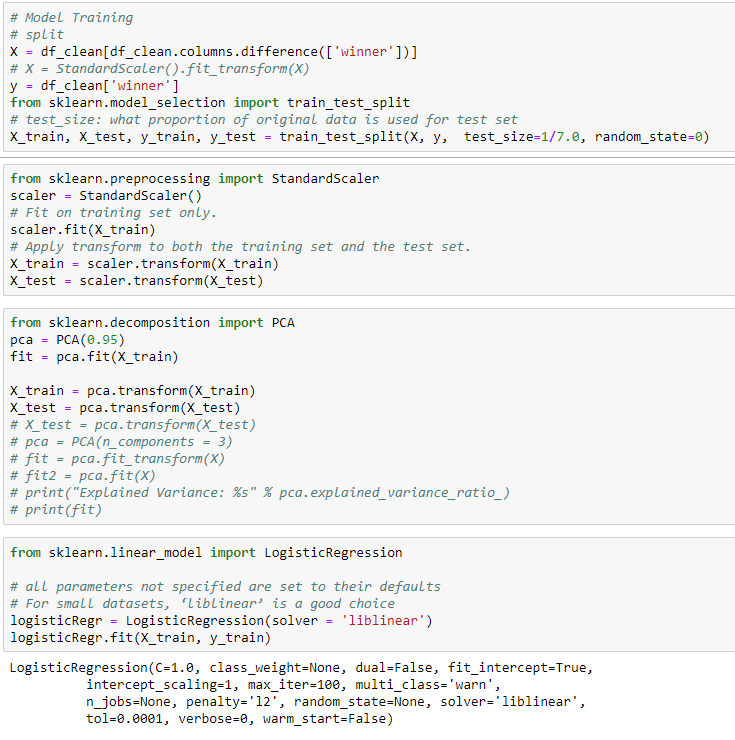 # Model Training
# split
X = df_clean[df_clean.columns.difference(['winner'])]
# X = StandardScaler().fit_transform(X)
y = df_clean['winner']
from sklearn.model_selection import train_test_split
# test_size: what proportion of original data is used for test set
X_train, X_test, y_train, y_test = train_test_split(X, y,  test_size=1/7.0, random_state=0)
from sklearn.preprocessing import StandardScaler
scaler = StandardScaler()
# Fit on training set only.
scaler.fit(X_train)
# Apply transform to both the training set and the test set.
X_train = scaler.transform(X_train)
X_test = scaler.transform(X_test)
from sklearn.decomposition import PCA
pca = PCA(0.95)
fit = pca.fit(X_train)

X_train = pca.transform(X_train)
X_test = pca.transform(X_test)
# X_test = pca.transform(X_test)
# pca = PCA(n_components = 3)
# fit = pca.fit_transform(X)
# fit2 = pca.fit(X)
# print("Explained Variance: %s" % pca.explained_variance_ratio_)
# print(fit)
from sklearn.linear_model import LogisticRegression

# all parameters not specified are set to their defaults
# For small datasets, ‘liblinear’ is a good choice
logisticRegr = LogisticRegression(solver = 'liblinear')
logisticRegr.fit(X_train, y_train)
LogisticRegression(C=1.0, class_weight=None, dual=False, fit_intercept=True,
          intercept_scaling=1, max_iter=100, multi_class='warn',
          n_jobs=None, penalty='l2', random_state=None, solver='liblinear',
          tol=0.0001, verbose=0, warm_start=False)